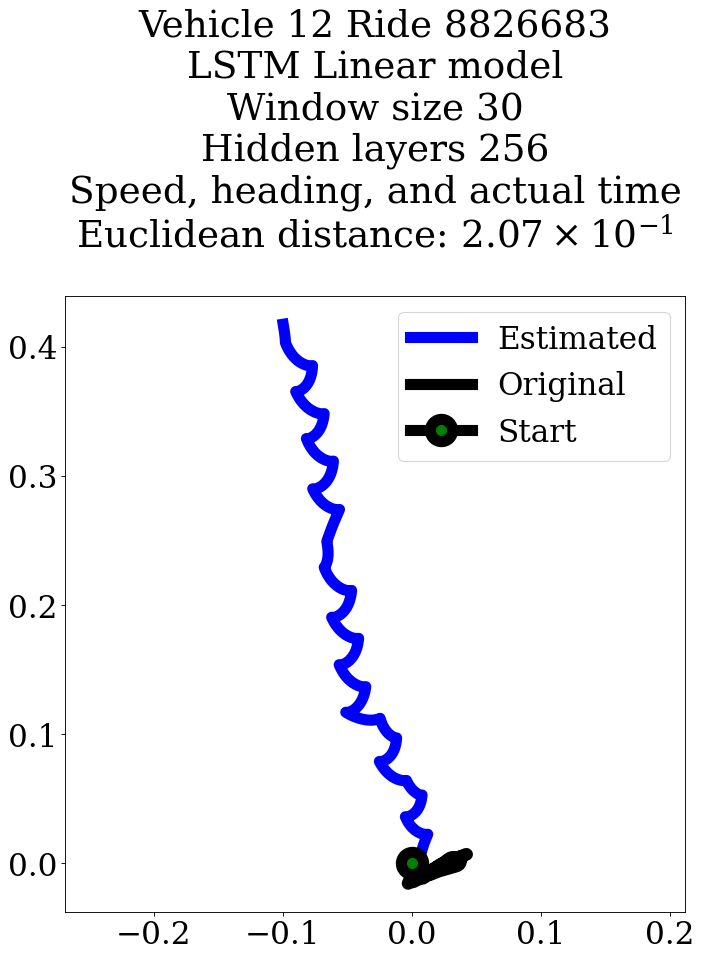 Vehicle 12 Ride 8826683
LSTM Linear model
Window size 30
Hidden layers 256
Speed, heading, and actual time
Euclidean distance: 2.07 × 10⁻¹
Estimated
Original
Start
0.4
0.3
0.2
0.1
0.0
−0.2
−0.1
0.0
0.1
0.2